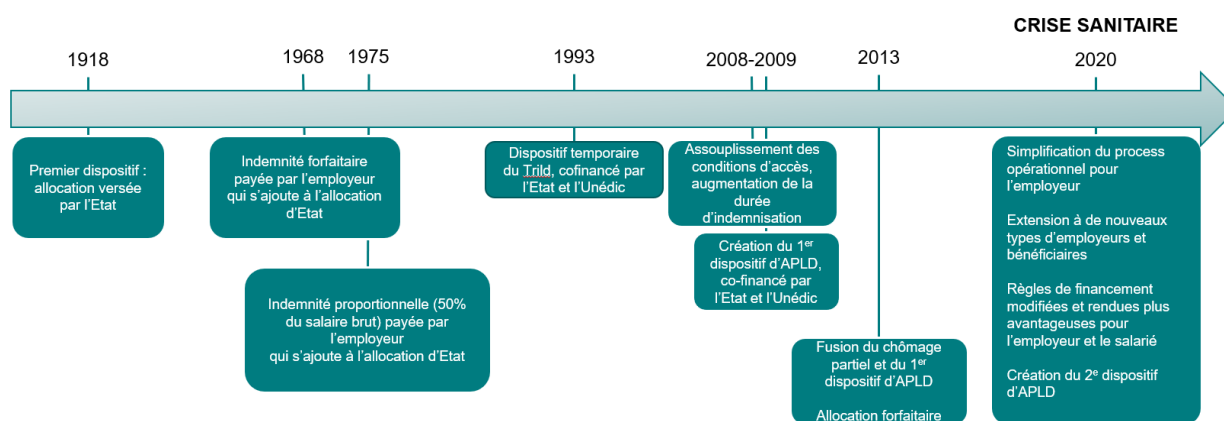 CRISE SANITAIRE
1918
1968
1975
1993
2008-2009
2013
2020
Premier dispositif :
allocation versée
par l'Etat
Indemnité forfaitaire
payée par l'employeur
qui s'ajoute à l'allocation
d'Etat
Indemnité proportionnelle (50%
du salaire brut) payée par
l'employeur
qui s'ajoute à l'allocation d'Etat
Dispositif temporaire
du Trild, cofinancé par
l'Etat et l'Unédic
Assouplissement des
conditions d'accès,
augmentation de la
durée
d'indemnisation
Création du 1er
dispositif d'APLD,
co-financé par
l'Etat et l'Unédic
Fusion du chômage
partiel et du 1er
dispositif d'APLD
Allocation forfaitaire
Simplification du process
opérationnel pour
l'employeur
Extension à de nouveaux
types d'employeurs et
bénéficiaires
Règles de financement
modifiées et rendues plus
avantageuses pour
l'employeur et le salarié
Création du 2e dispositif
d'APLD